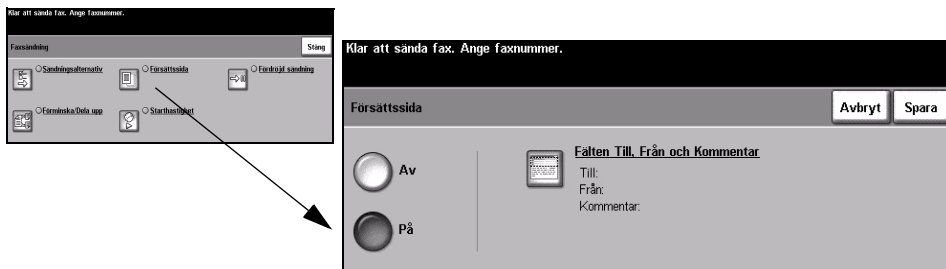 Klar att sända fax. Ange faxnummer.
Faxsändning
Stäng
Sändningsalternativ
Försättssida
Fördröjd sändning
Förminska/Dela upp
Starthastighet
Klar att sända fax. Ange faxnummer.
Försättssida
Avbryt
Spara
Av
På
Fälten Till, Från och Kommentar
Till:
Från:
Kommentar: